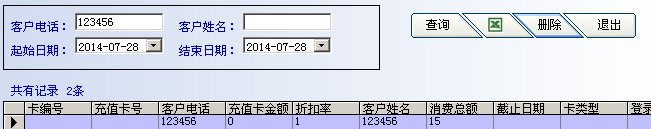 客户电话： 123456 客户姓名： 查询 删除 退出
起始日期： 2014-07-28 结束日期： 2014-07-28
共有记录 2条
卡编号 充值卡号 客户电话 充值卡金额 折扣率 客户姓名 消费总额 截止日期 卡类型 登录
123456 0 1 123456 15